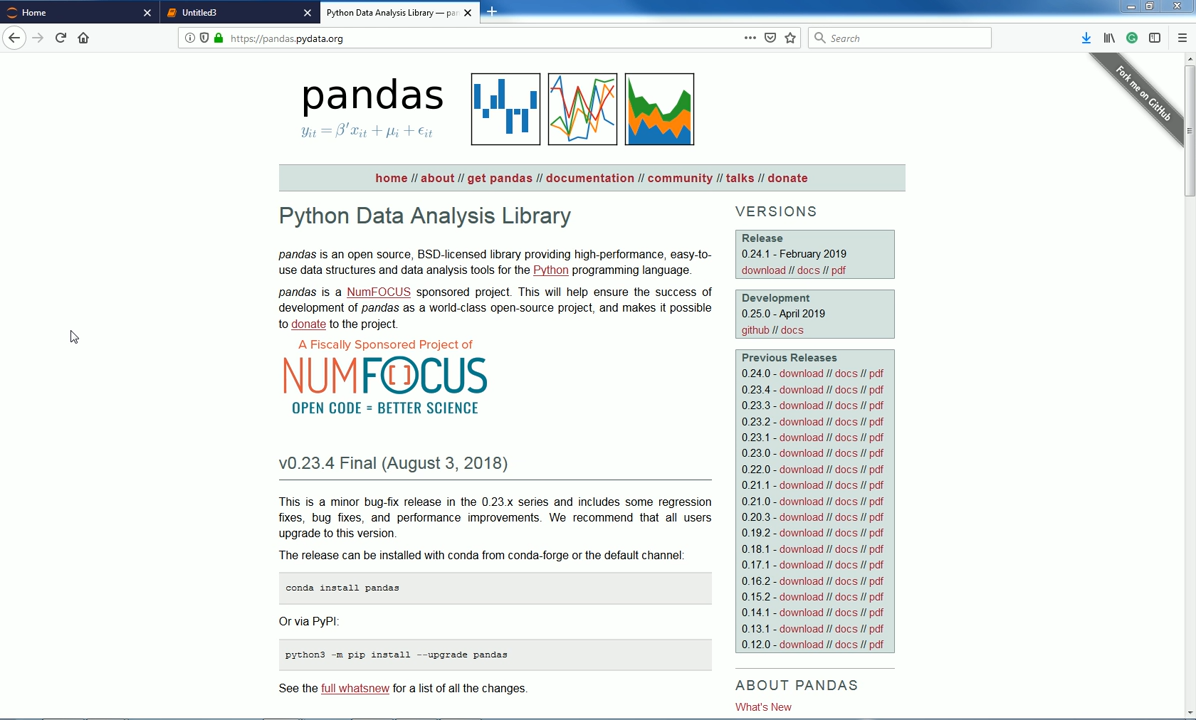 Home
Untitled3
Python Data Analysis Library — pan
https://pandas.pydata.org
Search
Fork me on GitHub
pandas
y_it = β′x_it + μ_i + ϵ_it
home // about // get pandas // documentation // community // talks // donate
Python Data Analysis Library
pandas is an open source, BSD-licensed library providing high-performance, easy-to-
use data structures and data analysis tools for the Python programming language.
pandas is a NumFOCUS sponsored project. This will help ensure the success of
development of pandas as a world-class open-source project, and makes it possible
to donate to the project.
A Fiscally Sponsored Project of
NUMFOCUS
OPEN CODE = BETTER SCIENCE
v0.23.4 Final (August 3, 2018)
This is a minor bug-fix release in the 0.23.x series and includes some regression
fixes, bug fixes, and performance improvements. We recommend that all users
upgrade to this version.
The release can be installed with conda from conda-forge or the default channel:
conda install pandas
Or via PyPI:
python3 -m pip install --upgrade pandas
See the full whatsnew for a list of all the changes.
VERSIONS
Release
0.24.1 - February 2019
download // docs // pdf
Development
0.25.0 - April 2019
github // docs
Previous Releases
0.24.0 - download // docs // pdf
0.23.4 - download // docs // pdf
0.23.3 - download // docs // pdf
0.23.2 - download // docs // pdf
0.23.1 - download // docs // pdf
0.23.0 - download // docs // pdf
0.22.0 - download // docs // pdf
0.21.1 - download // docs // pdf
0.21.0 - download // docs // pdf
0.20.3 - download // docs // pdf
0.19.2 - download // docs // pdf
0.18.1 - download // docs // pdf
0.17.1 - download // docs // pdf
0.16.2 - download // docs // pdf
0.15.2 - download // docs // pdf
0.14.1 - download // docs // pdf
0.13.1 - download // docs // pdf
0.12.0 - download // docs // pdf
ABOUT PANDAS
What's New